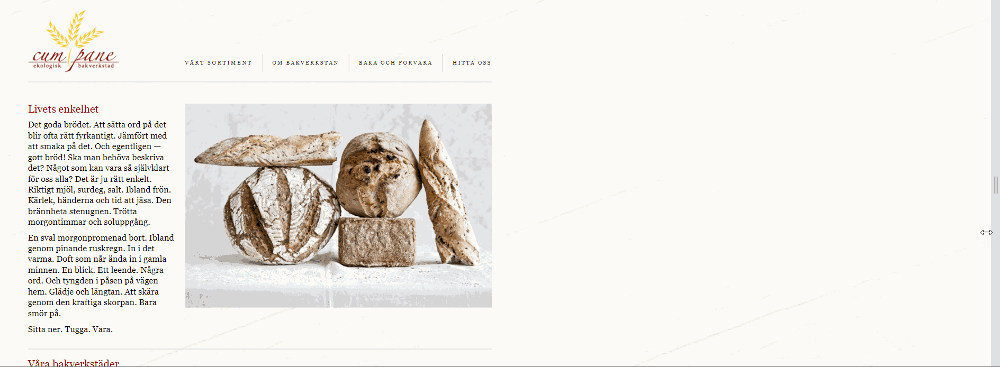 cum pane
ekologisk bakverkstad
VÅRT SORTIMENT
OM BAKVERKSTAN
BAKA OCH FÖRVARA
HITTA OSS
Livets enkelhet
Det goda brödet. Att sätta ord på det
blir ofta rätt fyrkantigt. Jämfört med
att smaka på det. Och egentligen —
gott bröd! Ska man behöva beskriva
det? Något som kan vara så självklart
för oss alla? Det är ju rätt enkelt.
Riktigt mjöl, surdeg, salt. Ibland frön.
Kärlek, händerna och tid att jäsa. Den
brännheta stenugnen. Trötta
morgontimmar och soluppgång.
En sval morgonpromenad bort. Ibland
genom pinande ruskregn. In i det
varma. Doft som når ända in i gamla
minnen. En blick. Ett leende. Några
ord. Och tyngden i påsen på vägen
hem. Glädje och längtan. Att skära
genom den kraftiga skorpan. Bara
smör på.
Sitta ner. Tugga. Vara.
Våra bakverkstäder